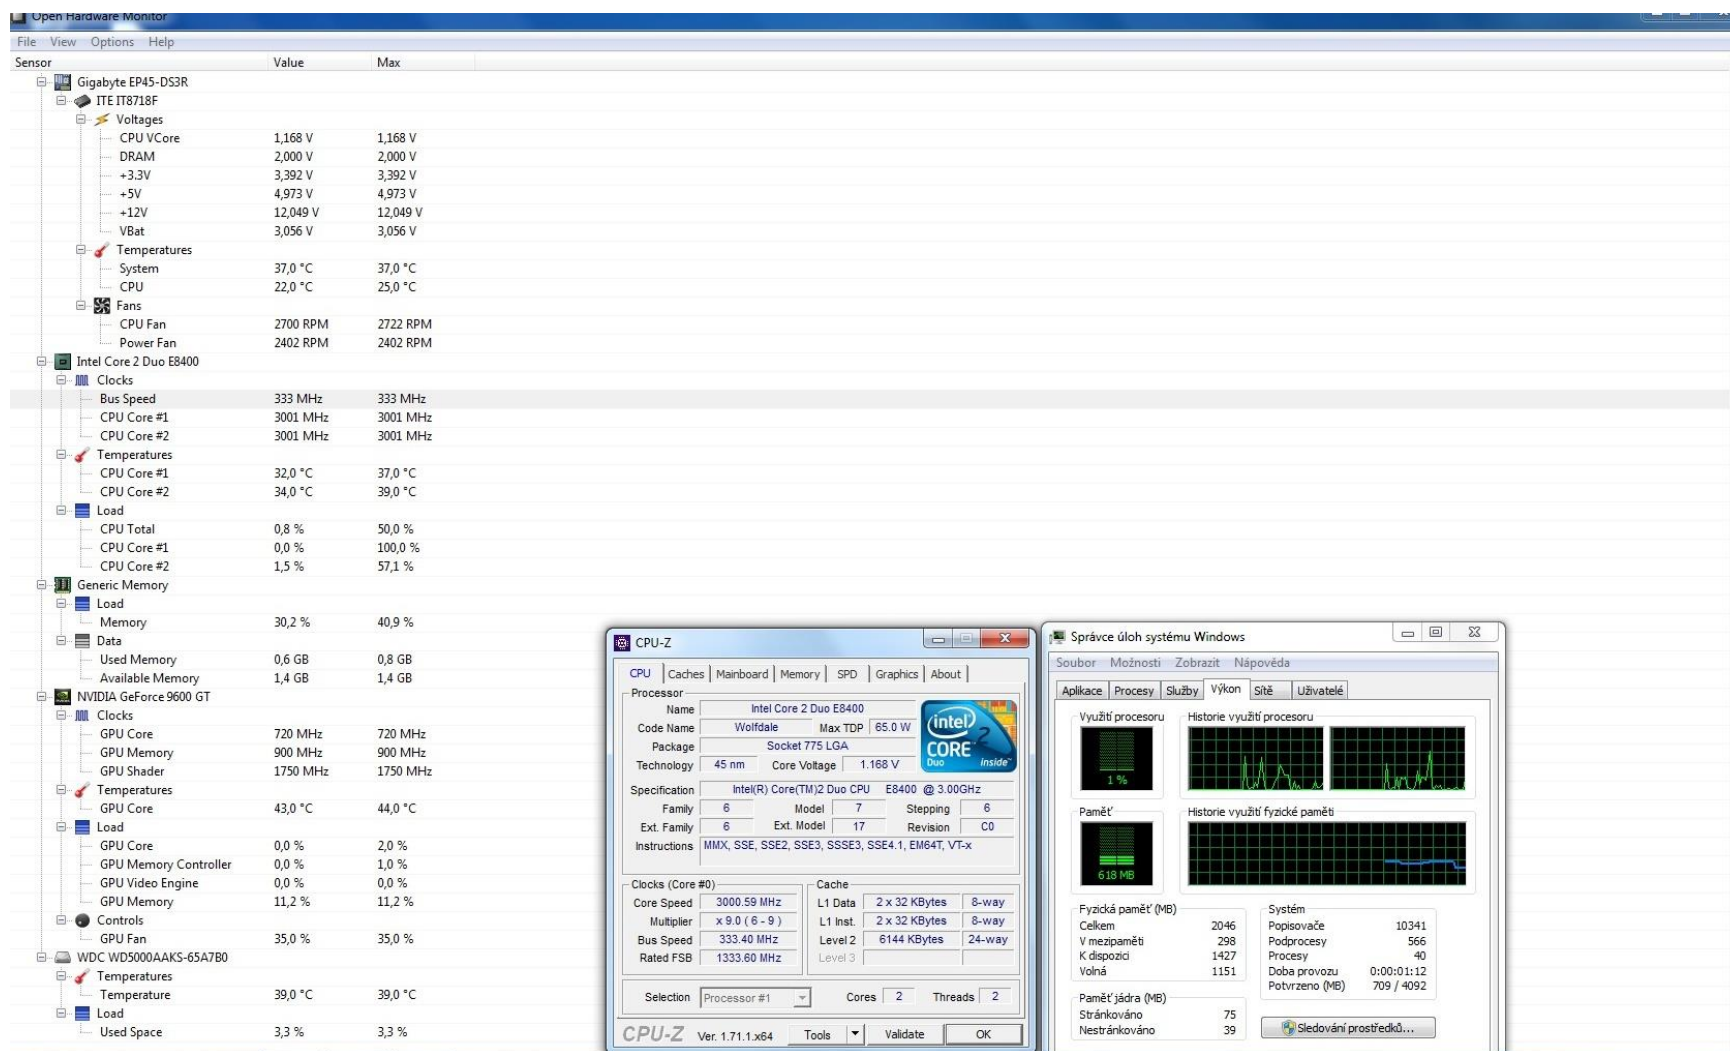 Open Hardware Monitor
File View Options Help
Sensor Value Max
Gigabyte EP45-DS3R
ITE IT8718F
Voltages
CPU VCore 1,168 V 1,168 V
DRAM 2,000 V 2,000 V
+3.3V 3,392 V 3,392 V
+5V 4,973 V 4,973 V
+12V 12,049 V 12,049 V
VBat 3,056 V 3,056 V
Temperatures
System 37,0 °C 37,0 °C
CPU 22,0 °C 25,0 °C
Fans
CPU Fan 2700 RPM 2722 RPM
Power Fan 2402 RPM 2402 RPM
Intel Core 2 Duo E8400
Clocks
Bus Speed 333 MHz 333 MHz
CPU Core #1 3001 MHz 3001 MHz
CPU Core #2 3001 MHz 3001 MHz
Temperatures
CPU Core #1 32,0 °C 37,0 °C
CPU Core #2 34,0 °C 39,0 °C
Load
CPU Total 0,8 % 50,0 %
CPU Core #1 0,0 % 100,0 %
CPU Core #2 1,5 % 57,1 %
Generic Memory
Load
Memory 30,2 % 40,9 %
Data
Used Memory 0,6 GB 0,8 GB
Available Memory 1,4 GB 1,4 GB
NVIDIA GeForce 9600 GT
Clocks
GPU Core 720 MHz 720 MHz
GPU Memory 900 MHz 900 MHz
GPU Shader 1750 MHz 1750 MHz
Temperatures
GPU Core 43,0 °C 44,0 °C
Load
GPU Core 0,0 % 2,0 %
GPU Memory Controller 0,0 % 1,0 %
GPU Video Engine 0,0 % 0,0 %
GPU Memory 11,2 % 11,2 %
Controls
GPU Fan 35,0 % 35,0 %
WDC WD5000AAKS-65A7B0
Temperatures
Temperature 39,0 °C 39,0 °C
Load
Used Space 3,3 % 3,3 %
CPU-Z
CPU Caches Mainboard Memory SPD Graphics About
Processor
Name Intel Core 2 Duo E8400
Code Name Wolfdale Max TDP 65.0 W
Package Socket 775 LGA
Technology 45 nm Core Voltage 1.168 V
intel
CORE 2
Duo inside™
Specification Intel(R) Core(TM)2 Duo CPU E8400 @ 3.00GHz
Family 6 Model 7 Stepping 6
Ext. Family 6 Ext. Model 17 Revision C0
Instructions MMX, SSE, SSE2, SSE3, SSSE3, SSE4.1, EM64T, VT-x
Clocks (Core #0) Cache
Core Speed 3000.59 MHz L1 Data 2 x 32 KBytes 8-way
Multiplier x 9.0 ( 6 - 9 ) L1 Inst. 2 x 32 KBytes 8-way
Bus Speed 333.40 MHz Level 2 6144 KBytes 24-way
Rated FSB 1333.60 MHz Level 3
Selection Processor #1 Cores 2 Threads 2
CPU-Z Ver. 1.71.1.x64 Tools Validate OK
Správce úloh systému Windows
Soubor Možnosti Zobrazit Nápověda
Aplikace Procesy Služby Výkon Sítě Uživatelé
Využití procesoru Historie využití procesoru
1 %
Paměť Historie využití fyzické paměti
618 MB
Fyzická paměť (MB)
Celkem 2046
V mezipaměti 298
K dispozici 1427
Volná 1151
Systém
Popisovače 10341
Podprocesy 566
Procesy 40
Doba provozu 0:00:01:12
Potvrzeno (MB) 709 / 4092
Paměť jádra (MB)
Stránkováno 75
Nestránkováno 39
Sledování prostředků...